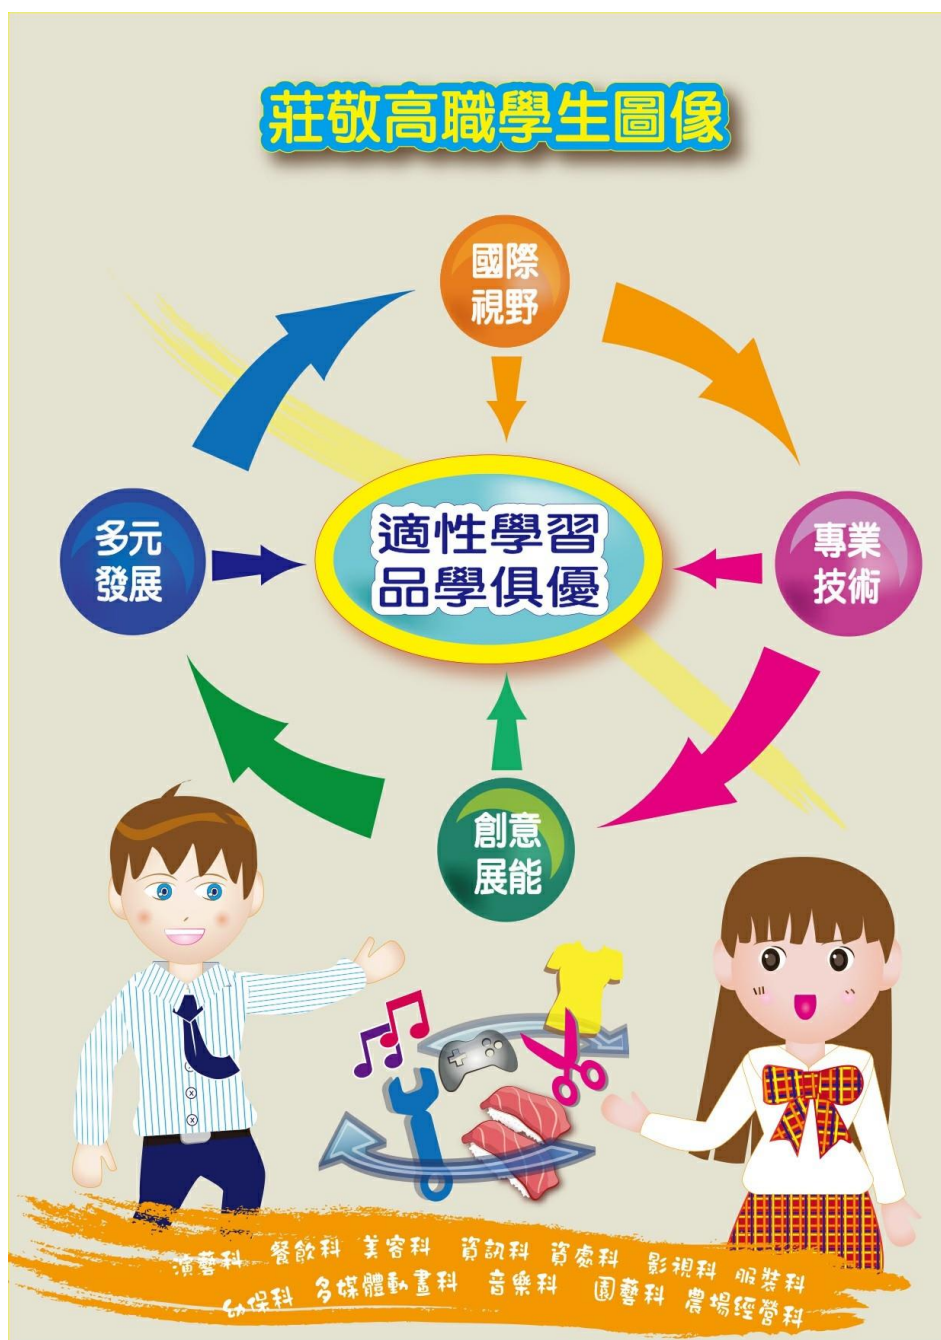 莊敬高職學生圖像
國際
視野
多元
發展
適性學習
品學俱優
專業
技術
創意
展能
演藝科 餐飲科 美容科 資訊科 資處科 影視科 服裝科
幼保科 多媒體動畫科 音樂科 園藝科 農場經營科